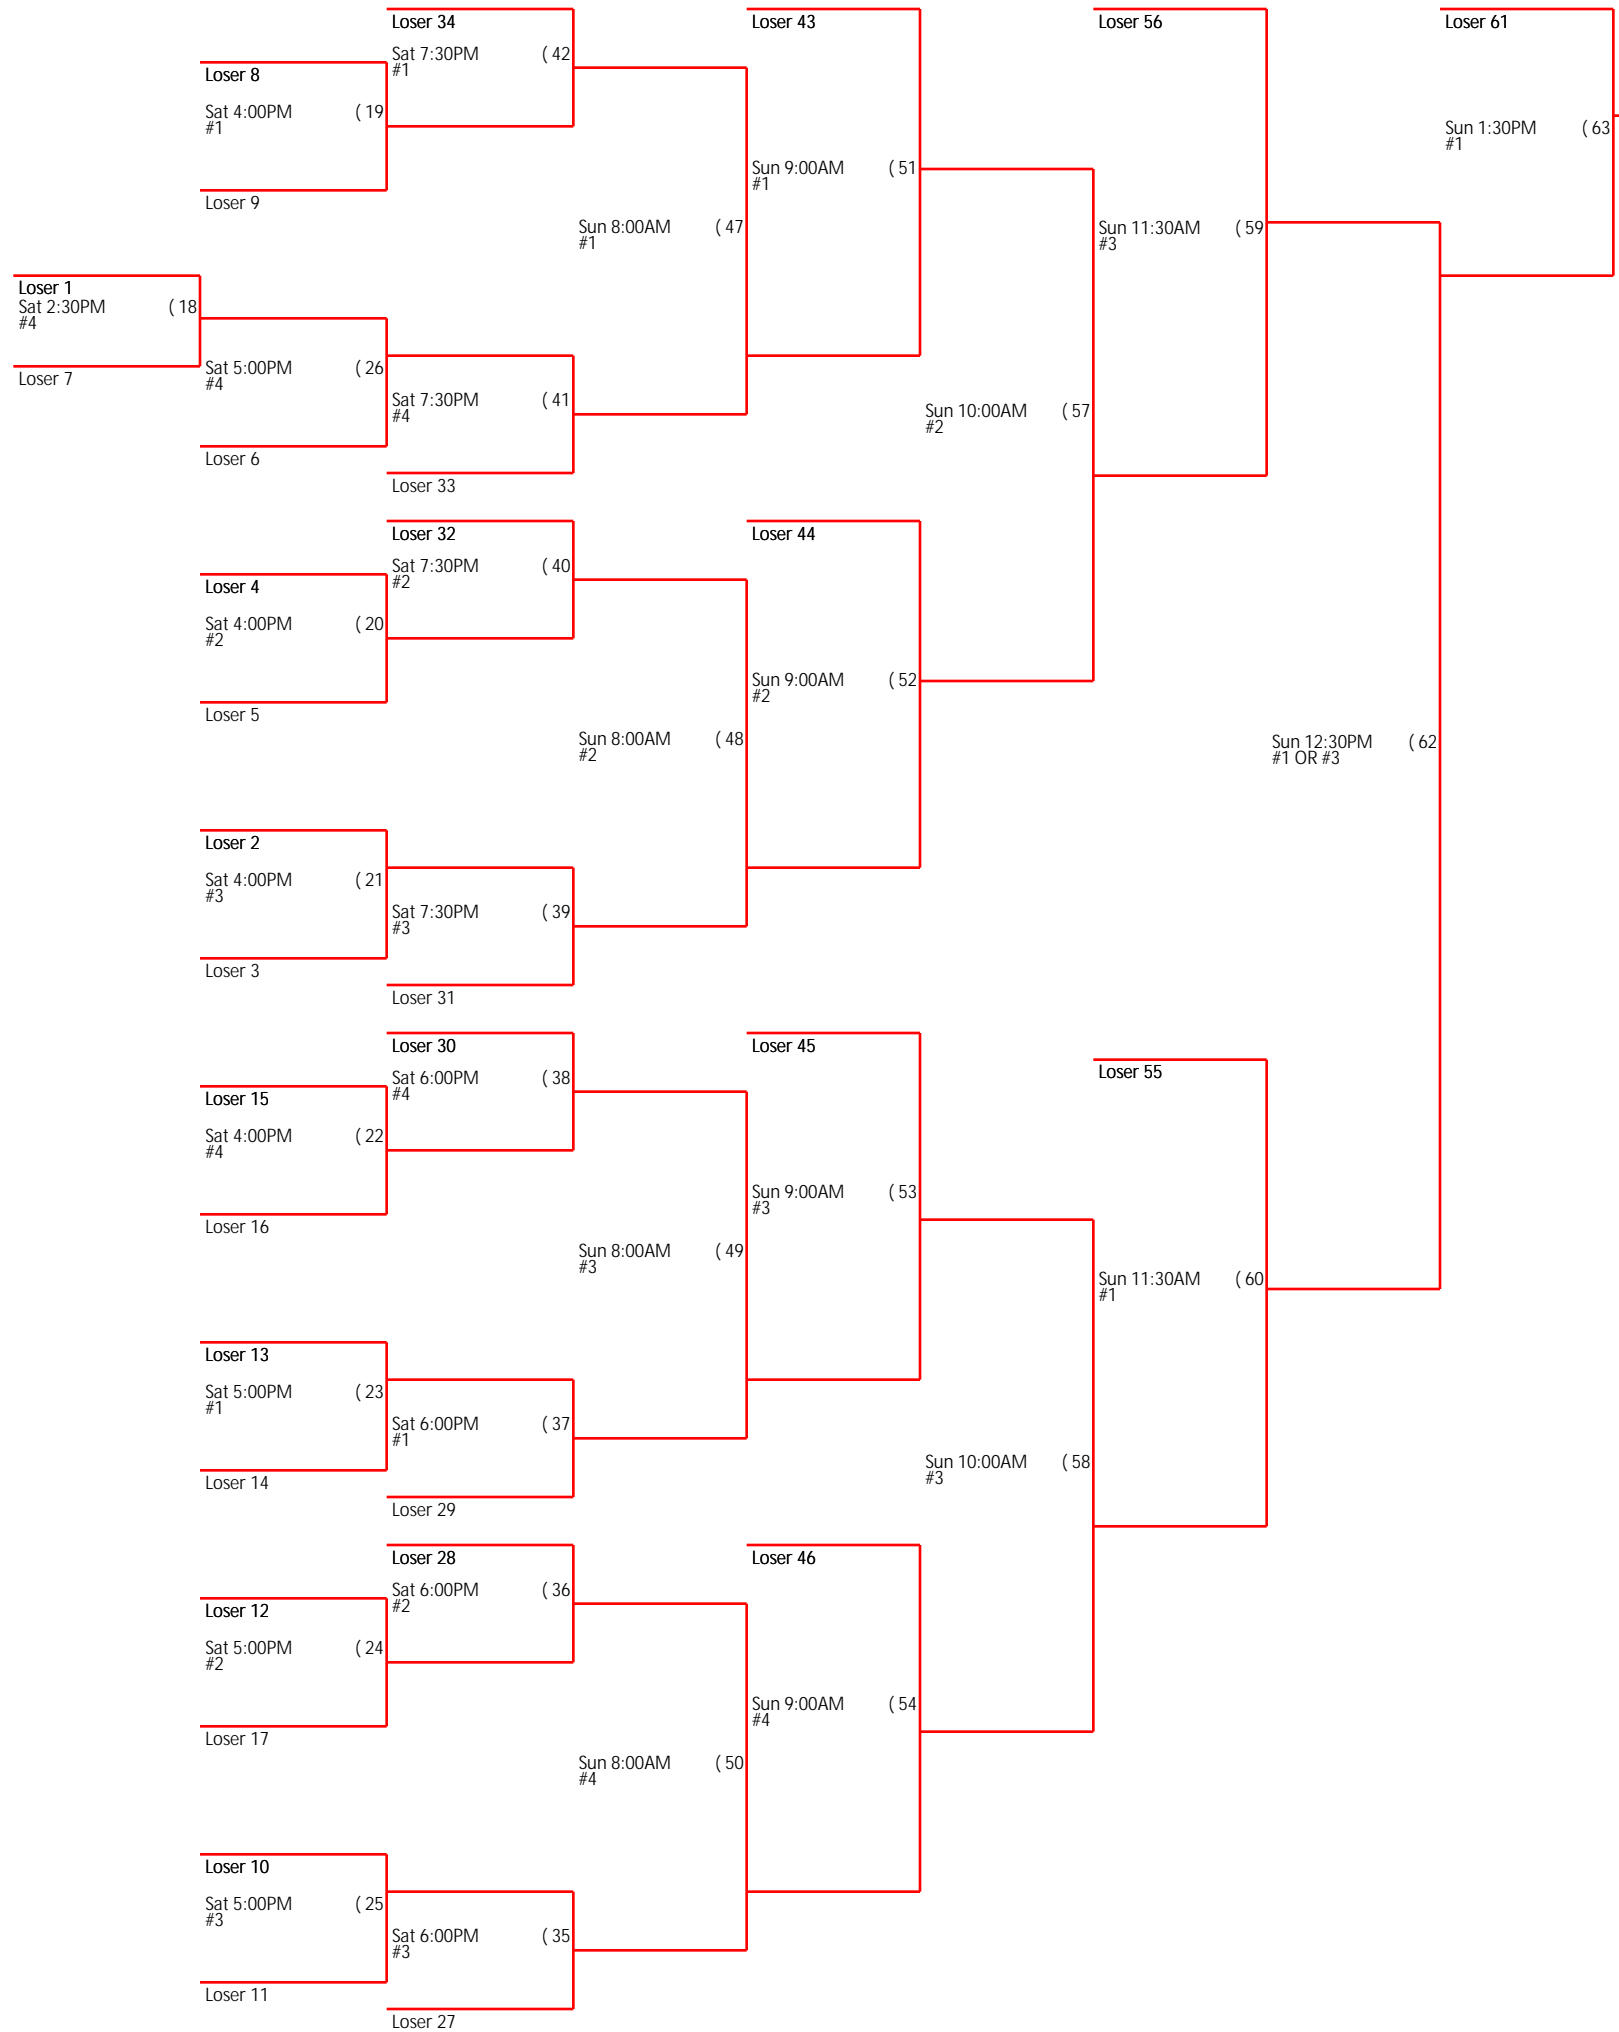 Loser 34
Loser 43
Loser 56
Loser 61
Sat 7:30PM ( 42
#1
Loser 8
Sat 4:00PM ( 19
#1
Sun 1:30PM ( 63
#1
Sun 9:00AM ( 51
#1
Loser 9
Sun 8:00AM ( 47
#1
Sun 11:30AM ( 59
#3
Loser 1
Sat 2:30PM ( 18
#4
Loser 7
Sat 5:00PM ( 26
#4
Sat 7:30PM ( 41
#4
Sun 10:00AM ( 57
#2
Loser 6
Loser 33
Loser 32
Loser 44
Sat 7:30PM ( 40
#2
Loser 4
Sat 4:00PM ( 20
#2
Sun 9:00AM ( 52
#2
Loser 5
Sun 8:00AM ( 48
#2
Sun 12:30PM ( 62
#1 OR #3
Loser 2
Sat 4:00PM ( 21
#3
Sat 7:30PM ( 39
#3
Loser 3
Loser 31
Loser 30
Loser 45
Sat 6:00PM ( 38
#4
Loser 55
Loser 15
Sat 4:00PM ( 22
#4
Sun 9:00AM ( 53
#3
Loser 16
Sun 8:00AM ( 49
#3
Sun 11:30AM ( 60
#1
Loser 13
Sat 5:00PM ( 23
#1
Sat 6:00PM ( 37
#1
Sun 10:00AM ( 58
#3
Loser 14
Loser 29
Loser 28
Loser 46
Sat 6:00PM ( 36
#2
Loser 12
Sat 5:00PM ( 24
#2
Sun 9:00AM ( 54
#4
Loser 17
Sun 8:00AM ( 50
#4
Loser 10
Sat 5:00PM ( 25
#3
Sat 6:00PM ( 35
#3
Loser 11
Loser 27